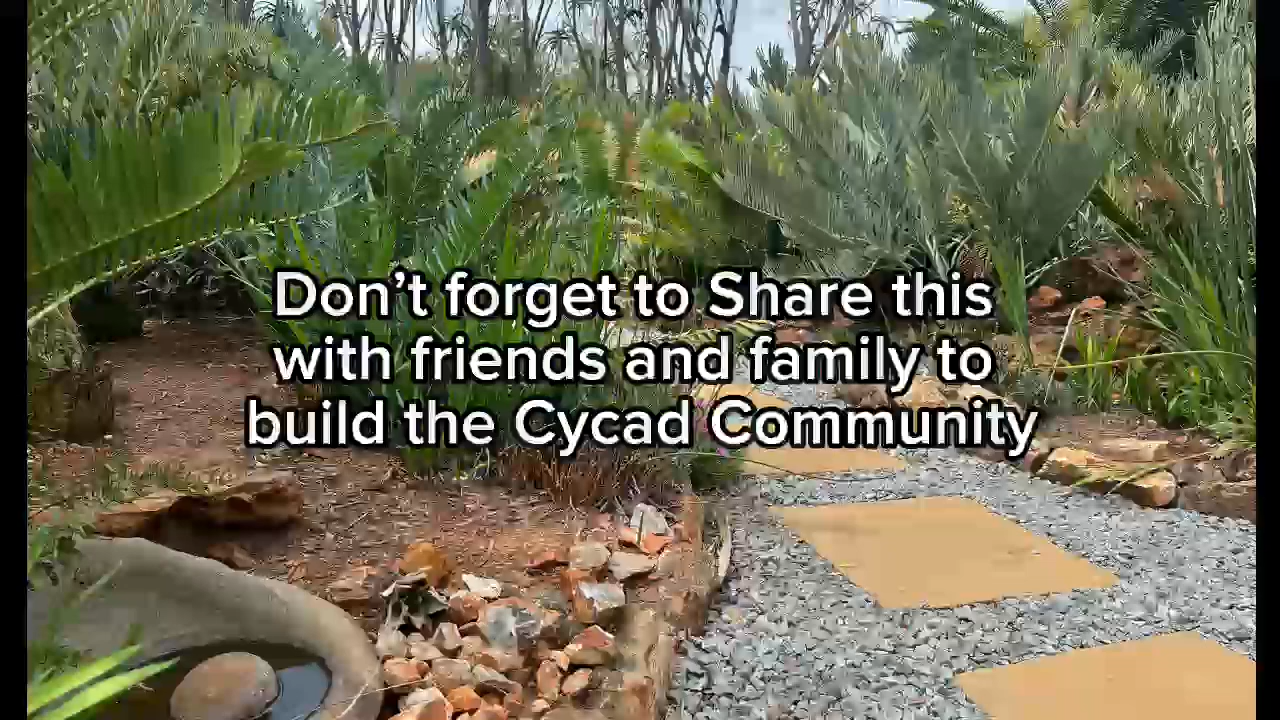 Don’t forget to Share this
with friends and family to
build the Cycad Community